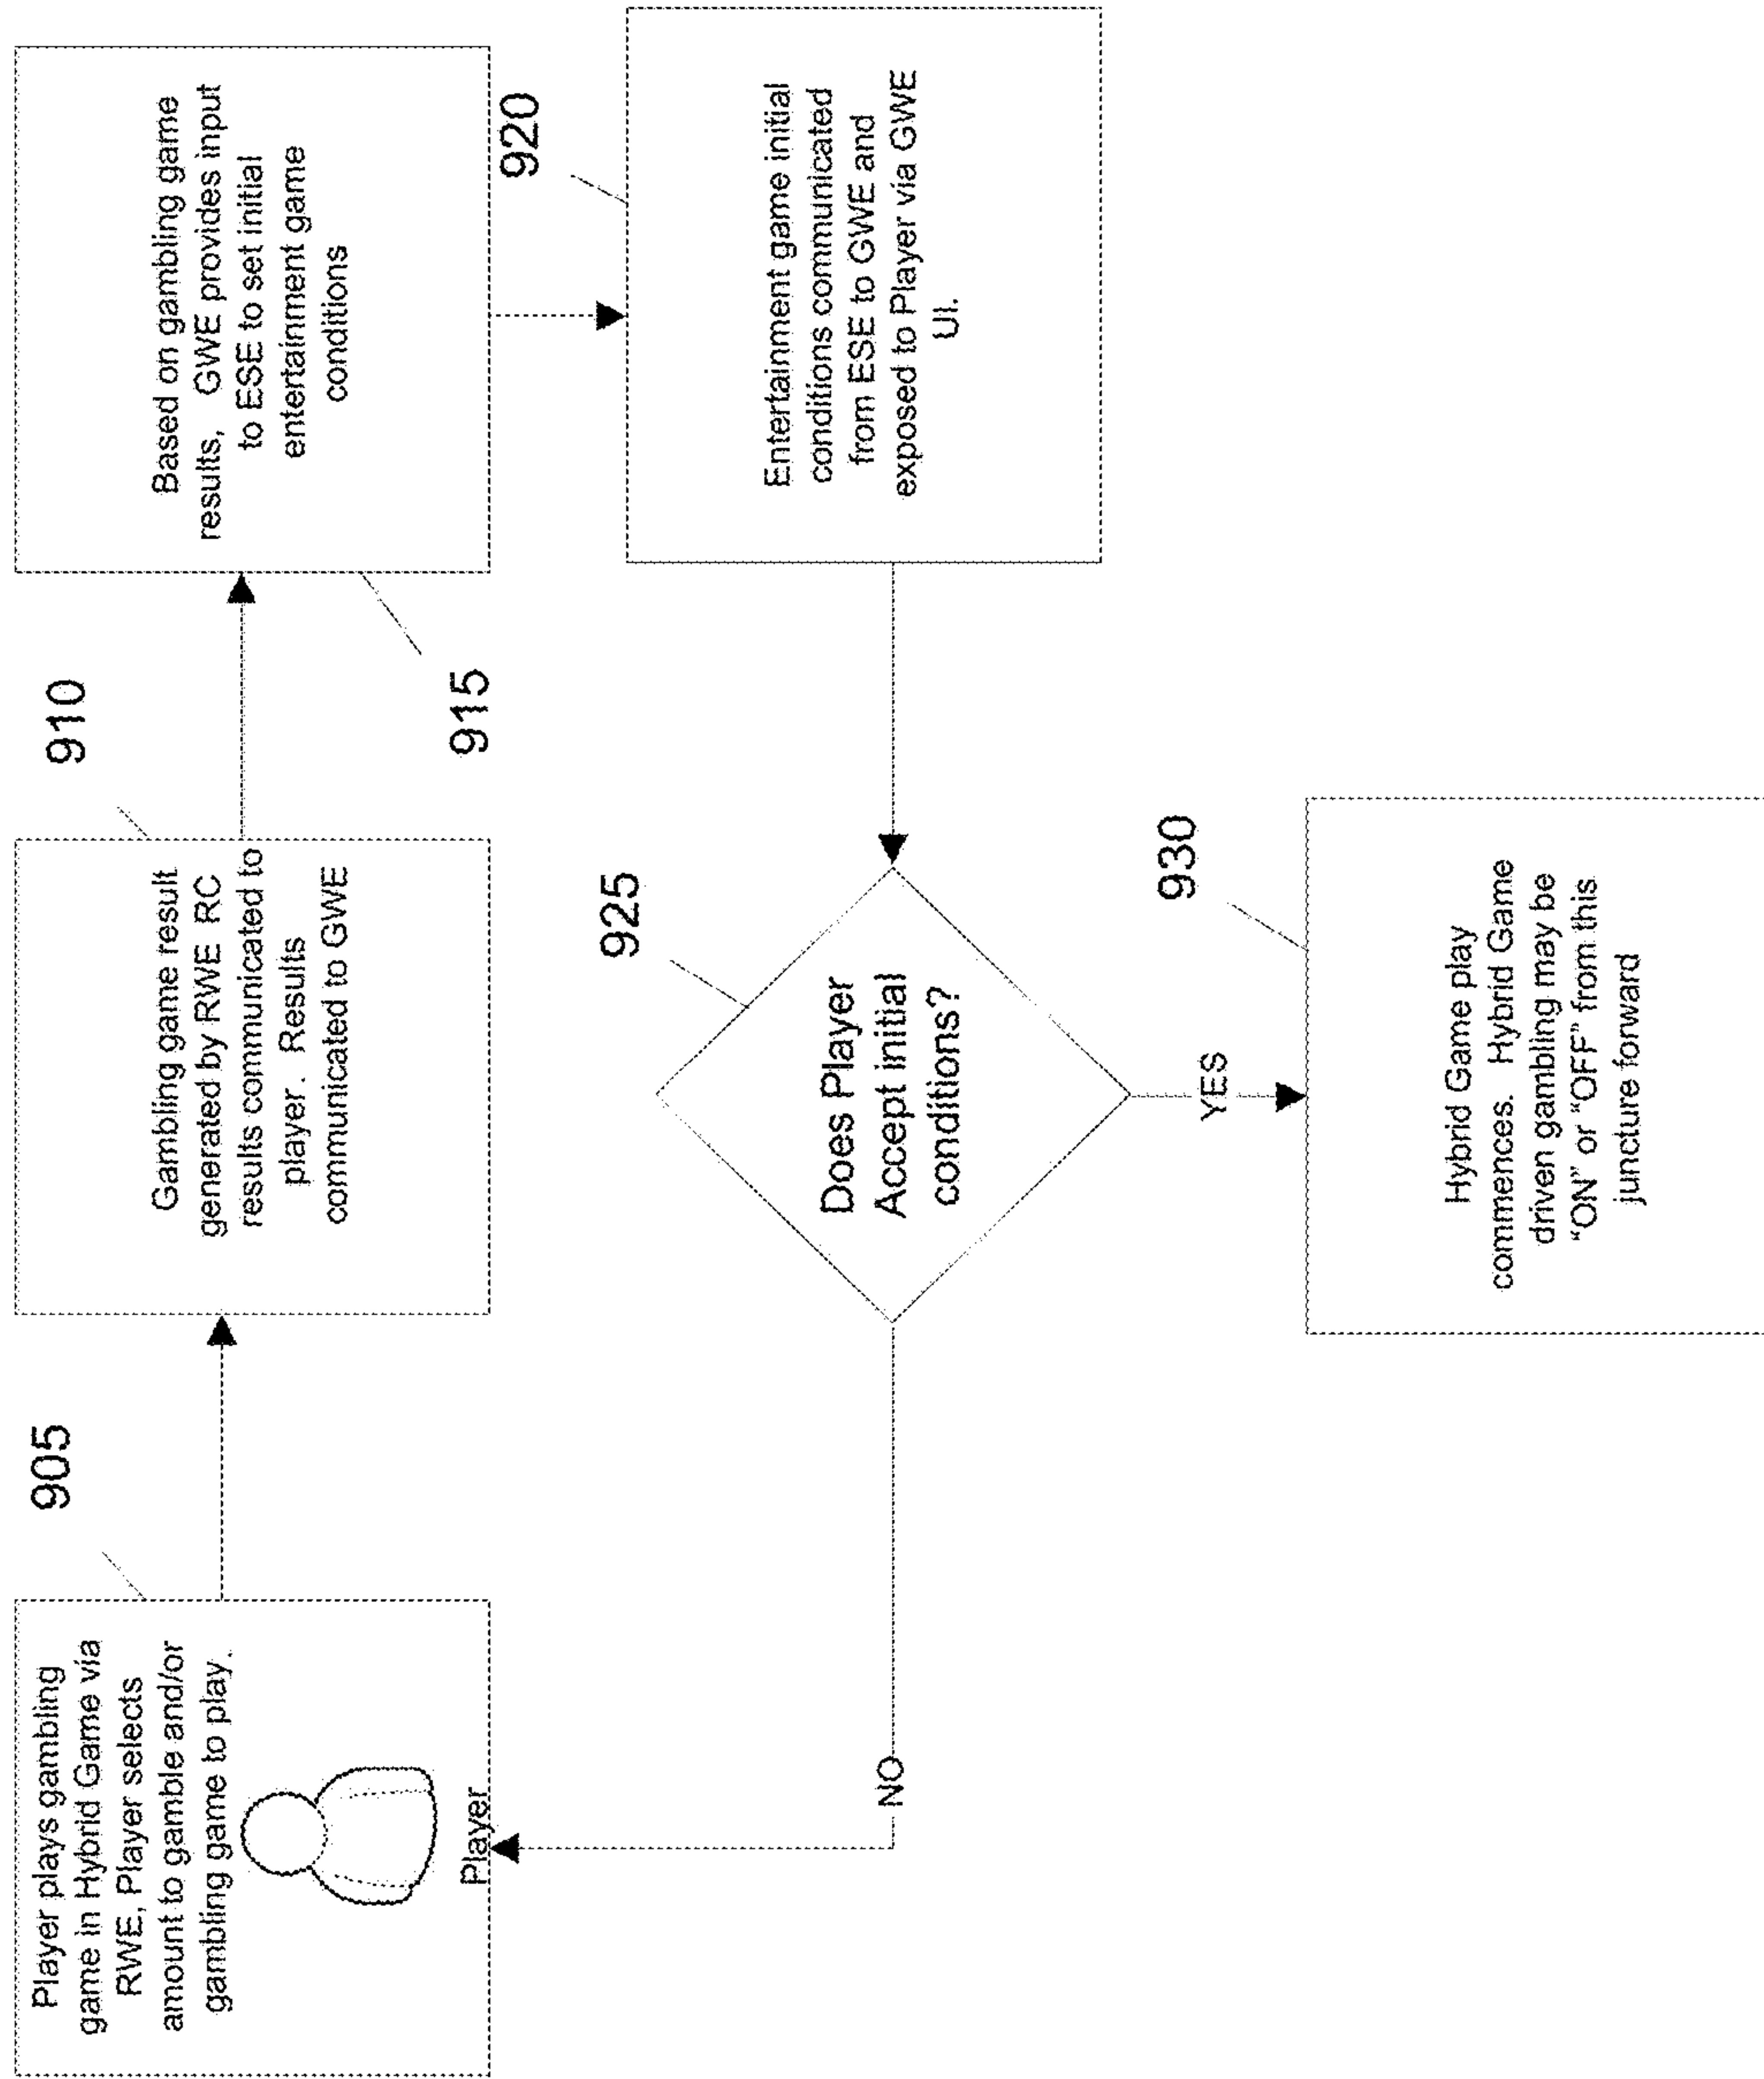 905
Player plays gambling
game in Hybrid Game via
RWE, Player selects
amount to gamble and/or
gambling game to play.
Player
910
Gambling game result
generated by RWE RC
results communicated to
player. Results
communicated to GWE
915
Based on gambling game
results, GWE provides input
to ESE to set initial
entertainment game
conditions
920
Entertainment game initial
conditions communicated
from ESE to GWE and
exposed to Player via GWE
UI.
925
Does Player
Accept initial
conditions?
NO
YES
930
Hybrid Game play
commences. Hybrid Game
driven gambling may be
“ON” or “OFF” from this
juncture forward